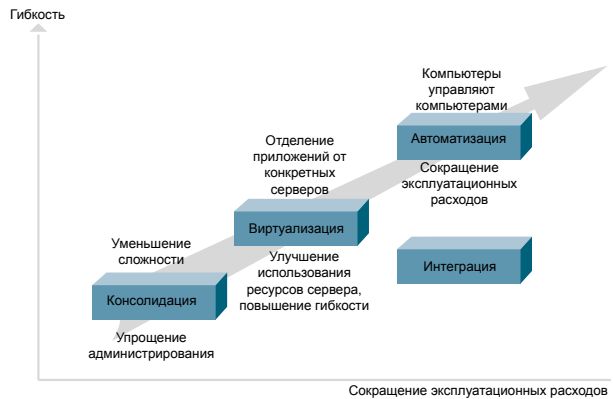 Гибкость
Компьютеры
управляют
компьютерами
Автоматизация
Сокращение
эксплуатационных
расходов
Отделение
приложений от
конкретных
серверов
Виртуализация
Улучшение
использования
ресурсов сервера,
повышение гибкости
Интеграция
Уменьшение
сложности
Консолидация
Упрощение
администрирования
Сокращение эксплуатационных расходов